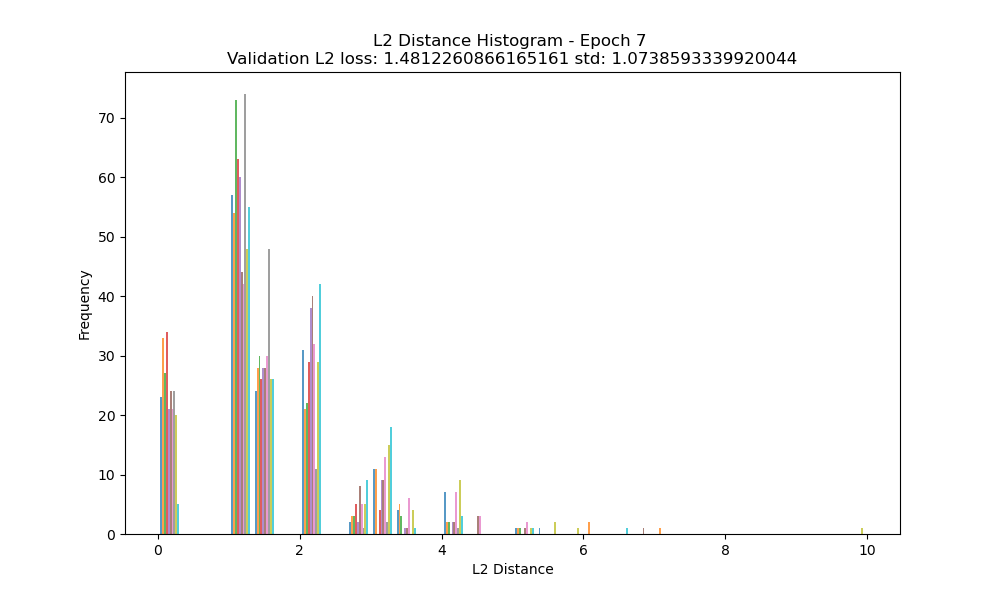 L2 Distance Histogram - Epoch 7
Validation L2 loss: 1.4812260866165161 std: 1.0738593339920044
Frequency
70
60
50
40
30
20
10
0
0 2 4 6 8 10
L2 Distance